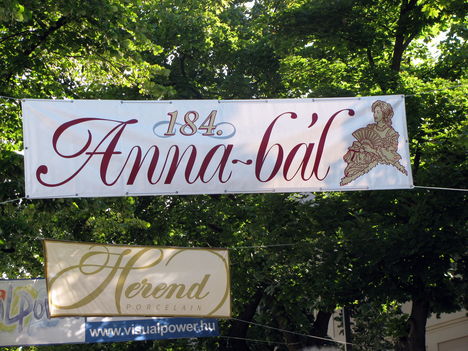 184.
Anna-bál
Herend
PORCELAIN
www.visualpower.hu